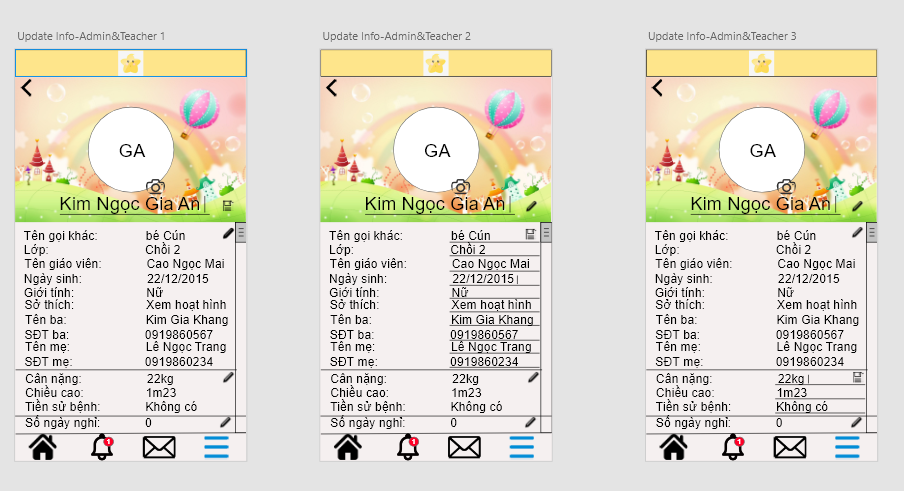 Update Info-Admin&Teacher 1
GA
Kim Ngọc Gia An
Tên gọi khác: bé Cún
Lớp: Chồi 2
Tên giáo viên: Cao Ngọc Mai
Ngày sinh: 22/12/2015
Giới tính: Nữ
Sở thích: Xem hoạt hình
Tên ba: Kim Gia Khang
SĐT ba: 0919860567
Tên mẹ: Lê Ngọc Trang
SĐT mẹ: 0919860234
Cân nặng: 22kg
Chiều cao: 1m23
Tiền sử bệnh: Không có
Số ngày nghỉ: 0
1
Update Info-Admin&Teacher 2
GA
Kim Ngọc Gia An
Tên gọi khác: bé Cún
Lớp: Chồi 2
Tên giáo viên: Cao Ngọc Mai
Ngày sinh: 22/12/2015
Giới tính: Nữ
Sở thích: Xem hoạt hình
Tên ba: Kim Gia Khang
SĐT ba: 0919860567
Tên mẹ: Lê Ngọc Trang
SĐT mẹ: 0919860234
Cân nặng: 22kg
Chiều cao: 1m23
Tiền sử bệnh: Không có
Số ngày nghỉ: 0
1
Update Info-Admin&Teacher 3
GA
Kim Ngọc Gia An
Tên gọi khác: bé Cún
Lớp: Chồi 2
Tên giáo viên: Cao Ngọc Mai
Ngày sinh: 22/12/2015
Giới tính: Nữ
Sở thích: Xem hoạt hình
Tên ba: Kim Gia Khang
SĐT ba: 0919860567
Tên mẹ: Lê Ngọc Trang
SĐT mẹ: 0919860234
Cân nặng: 22kg
Chiều cao: 1m23
Tiền sử bệnh: Không có
Số ngày nghỉ: 0
1